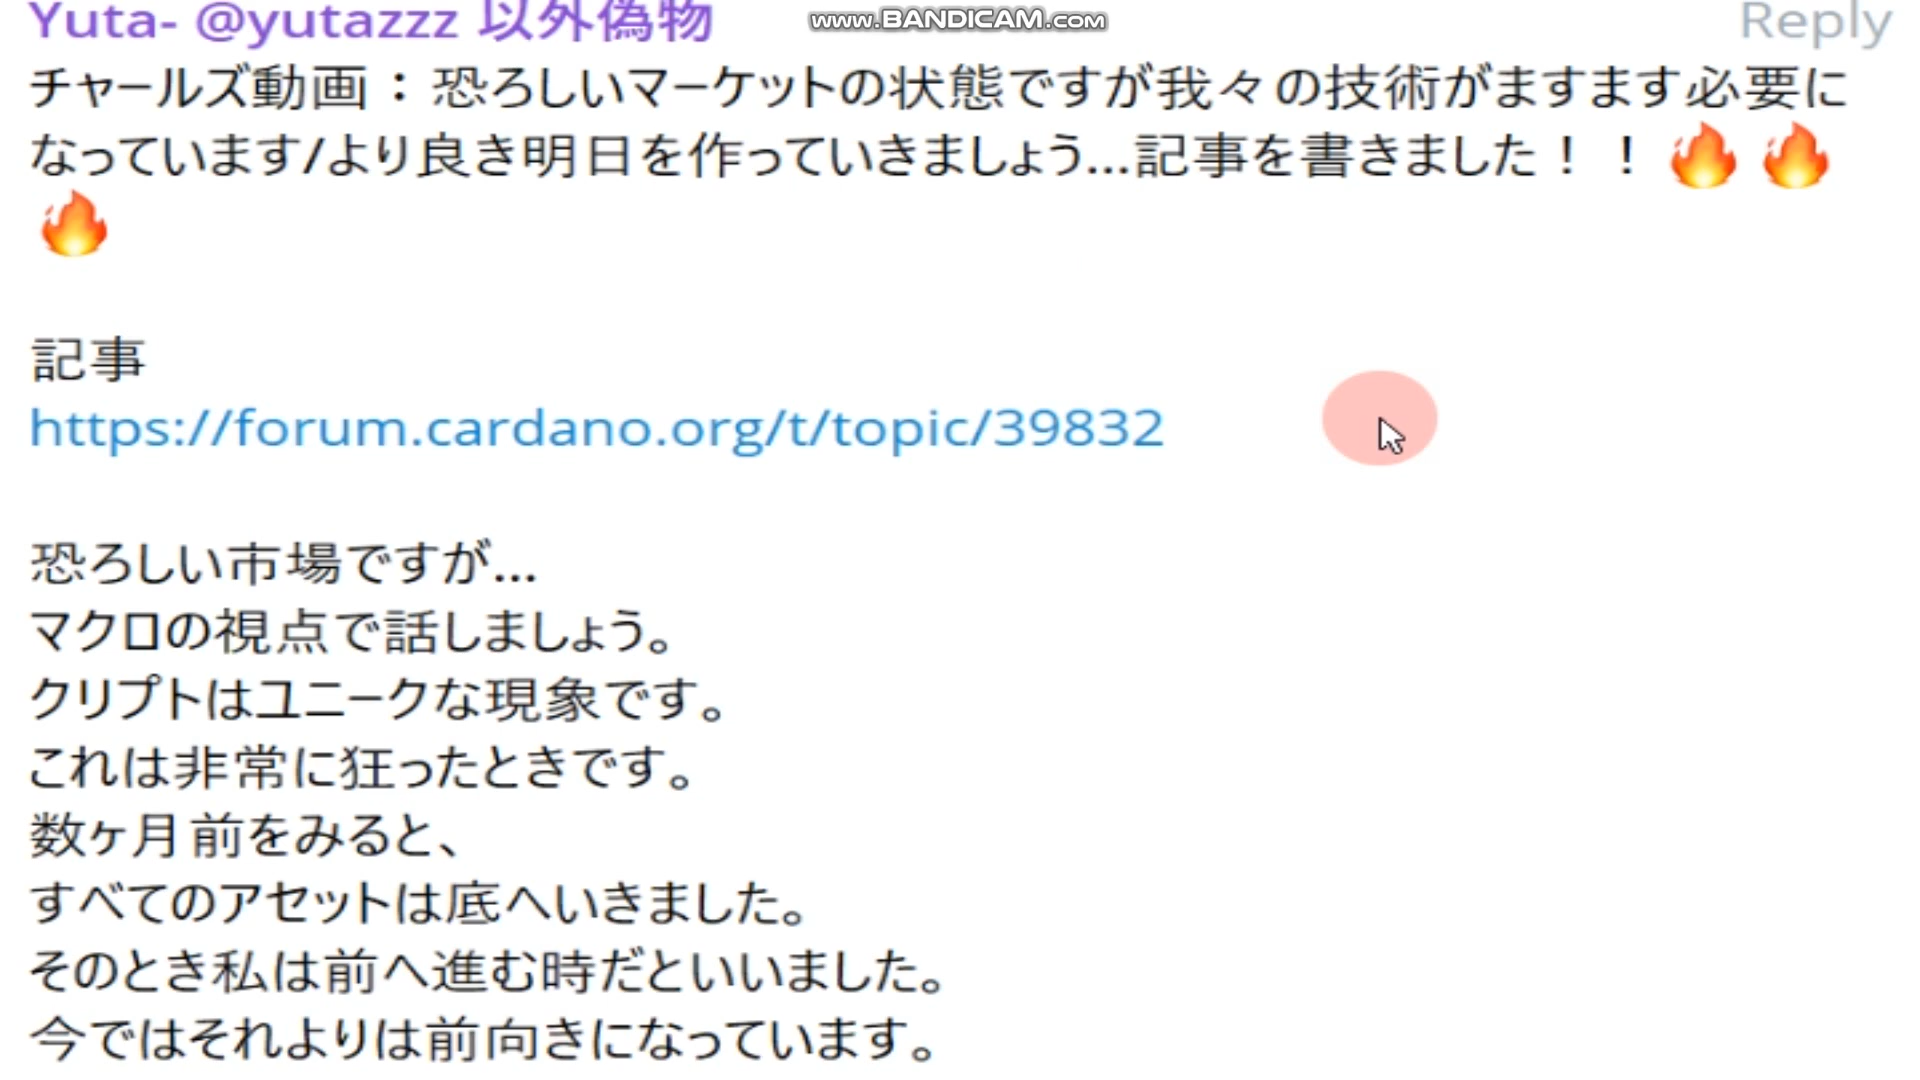 Yuta- @yutazzz 以外偽物
www.BANDICAM.com
Reply
チャールズ動画：恐ろしいマーケットの状態ですが我々の技術がますます必要に
なっています/より良き明日を作っていきましょう...記事を書きました！！🔥🔥
🔥
記事
https://forum.cardano.org/t/topic/39832
恐ろしい市場ですが...
マクロの視点で話しましょう。
クリプトはユニークな現象です。
これは非常に狂ったときです。
数ヶ月前をみると、
すべてのアセットは底へいきました。
そのとき私は前へ進む時だといいました。
今ではそれよりは前向きになっています。